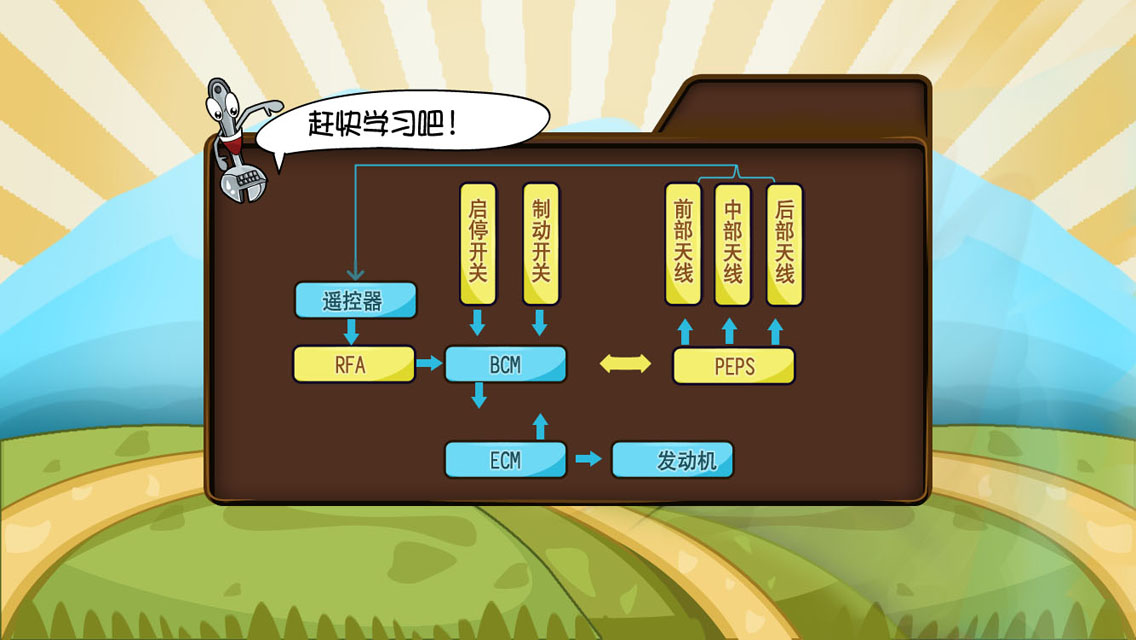 赶快学习吧!
启停开关
制动开关
前部天线
中部天线
后部天线
遥控器
RFA
BCM
PEPS
ECM
发动机